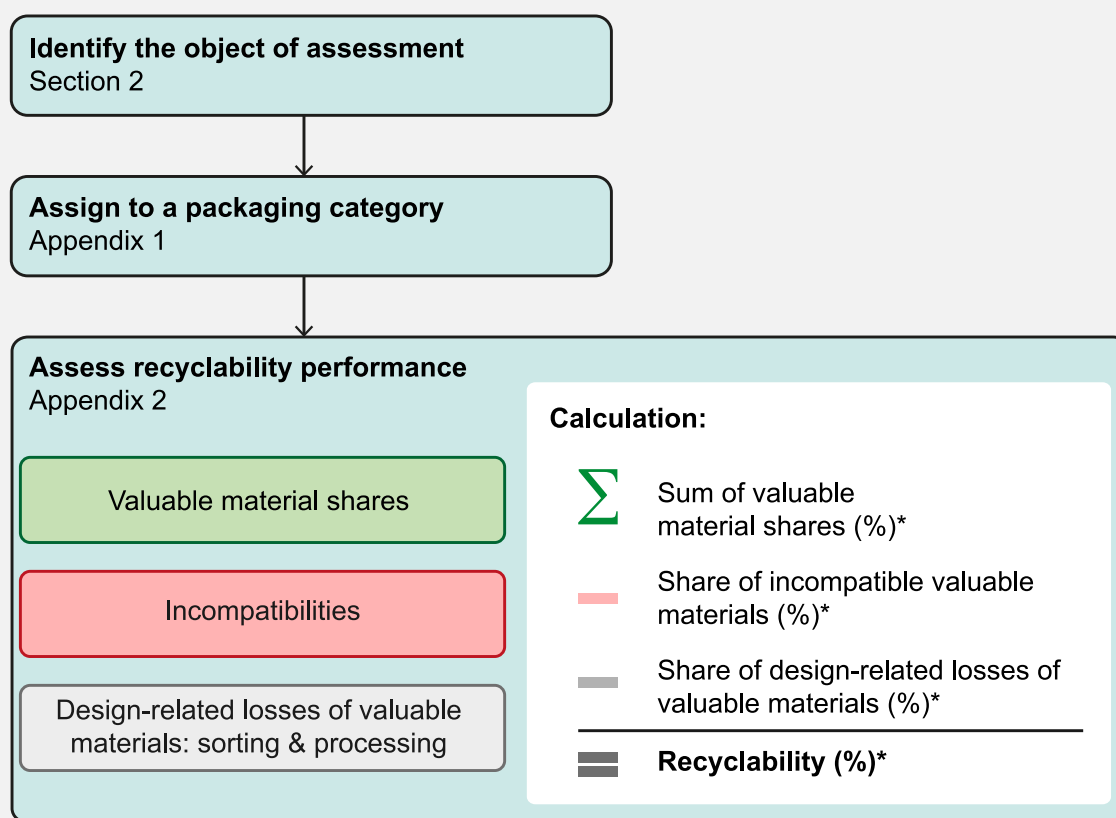 Identify the object of assessment
Section 2
Assign to a packaging category
Appendix 1
Assess recyclability performance
Appendix 2
Valuable material shares
Incompatibilities
Design-related losses of valuable
materials: sorting & processing
Calculation:
Σ
Sum of valuable
material shares (%)*
Share of incompatible valuable
materials (%)*
Share of design-related losses of
valuable materials (%)*
Recyclability (%)*